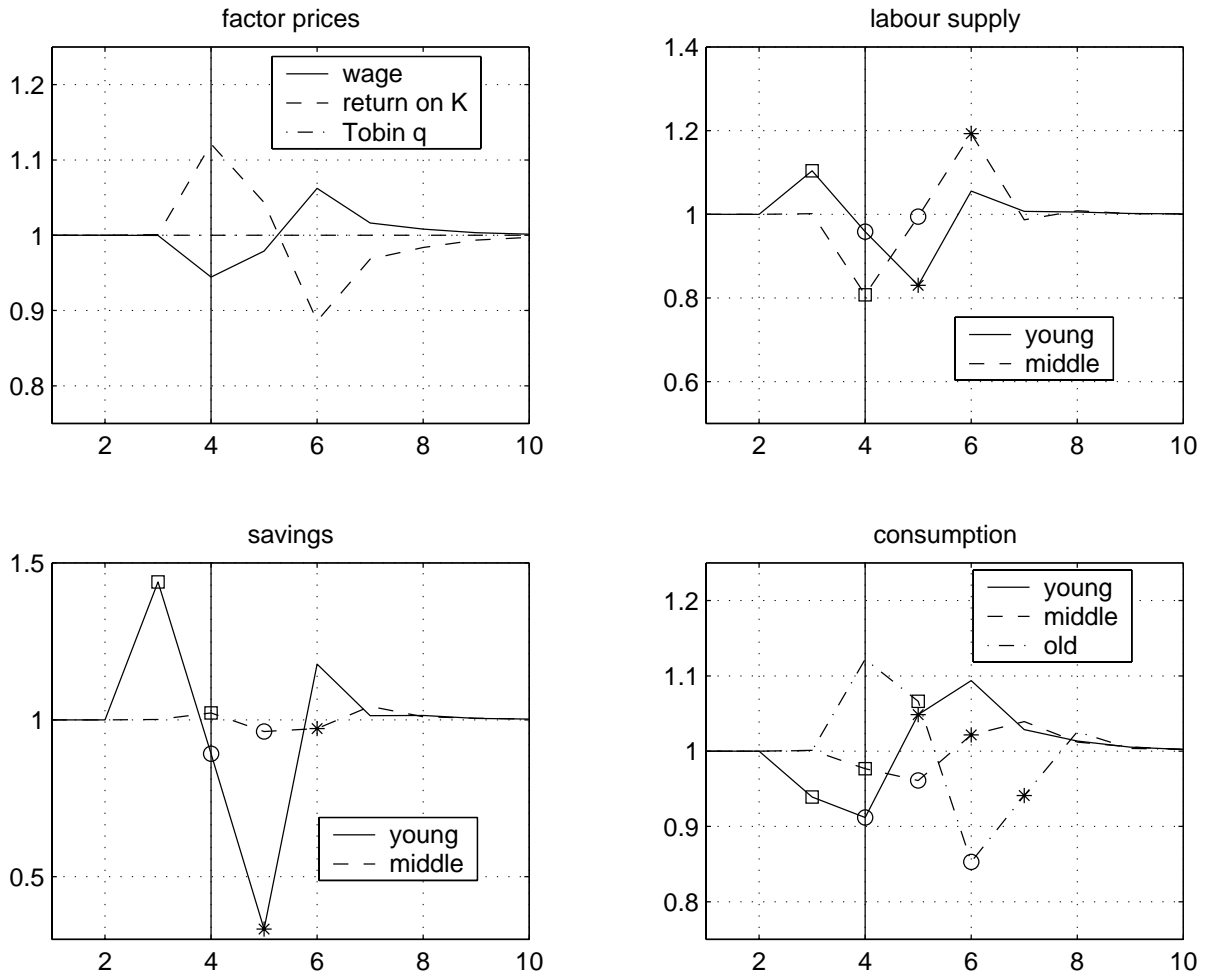 factor prices
1.2
1.1
1
0.9
0.8
2 4 6 8 10
wage
return on K
Tobin q
labour supply
1.4
1.2
1
0.8
0.6
2 4 6 8 10
young
middle
savings
1.5
1
0.5
2 4 6 8 10
young
middle
consumption
1.2
1.1
1
0.9
0.8
2 4 6 8 10
young
middle
old